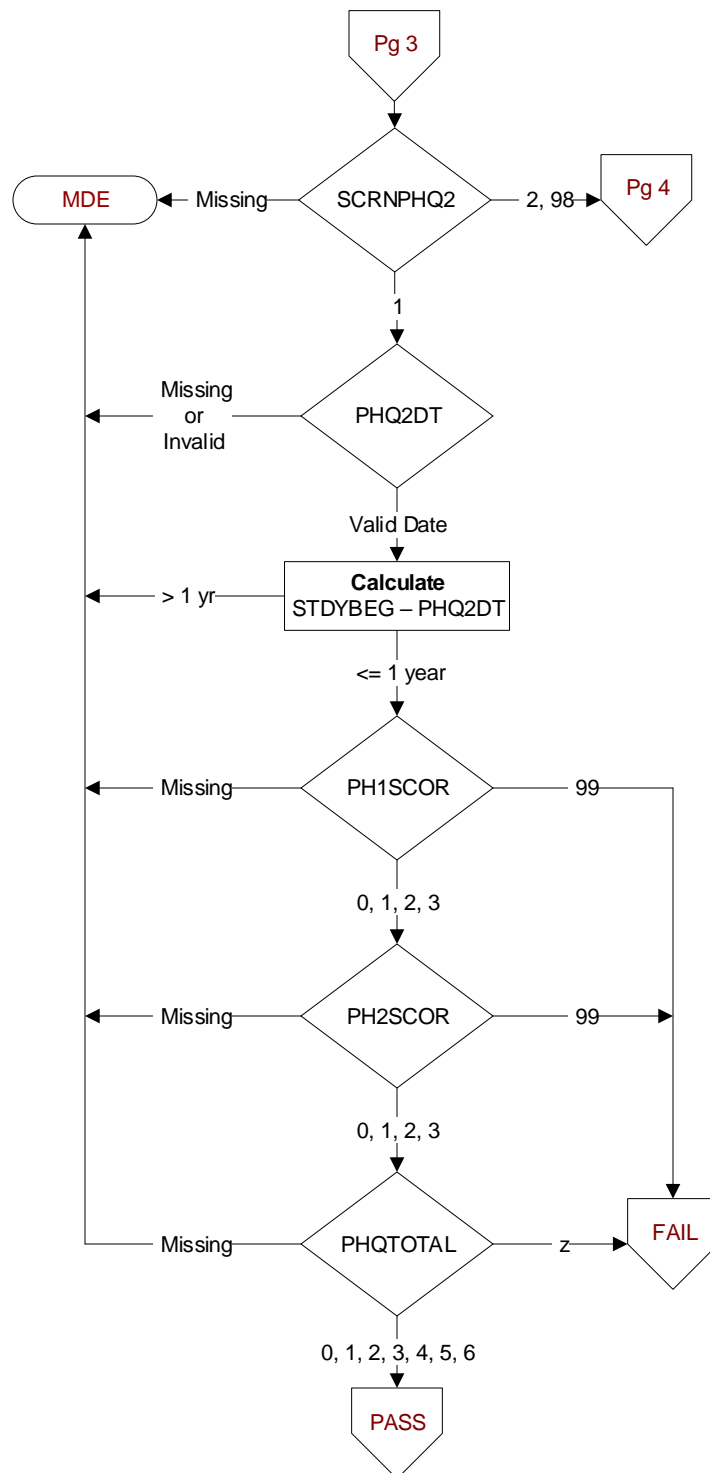 Pg 3
MDE
Missing
SCRNPHQ2
2, 98
Pg 4
1
Missing
or
Invalid
PHQ2DT
Valid Date
Calculate
> 1 yr
STDYBEG – PHQ2DT
<= 1 year
Missing
PH1SCOR
99
0, 1, 2, 3
Missing
PH2SCOR
99
0, 1, 2, 3
Missing
PHQTOTAL
z
FAIL
0, 1, 2, 3, 4, 5, 6
PASS